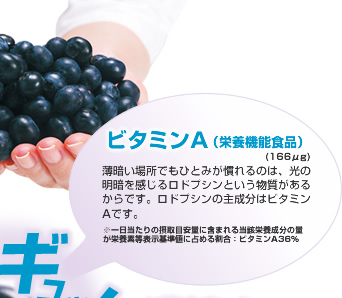 ビタミンA（栄養機能食品）
(166μg)
薄暗い場所でもひとみが慣れるのは、光の
明暗を感じるロドプシンという物質がある
からです。ロドプシンの主成分はビタミン
Aです。
※一日当たりの摂取目安量に含まれる当該栄養成分の量
が栄養素等表示基準値に占める割合：ビタミンA36%
ギュ